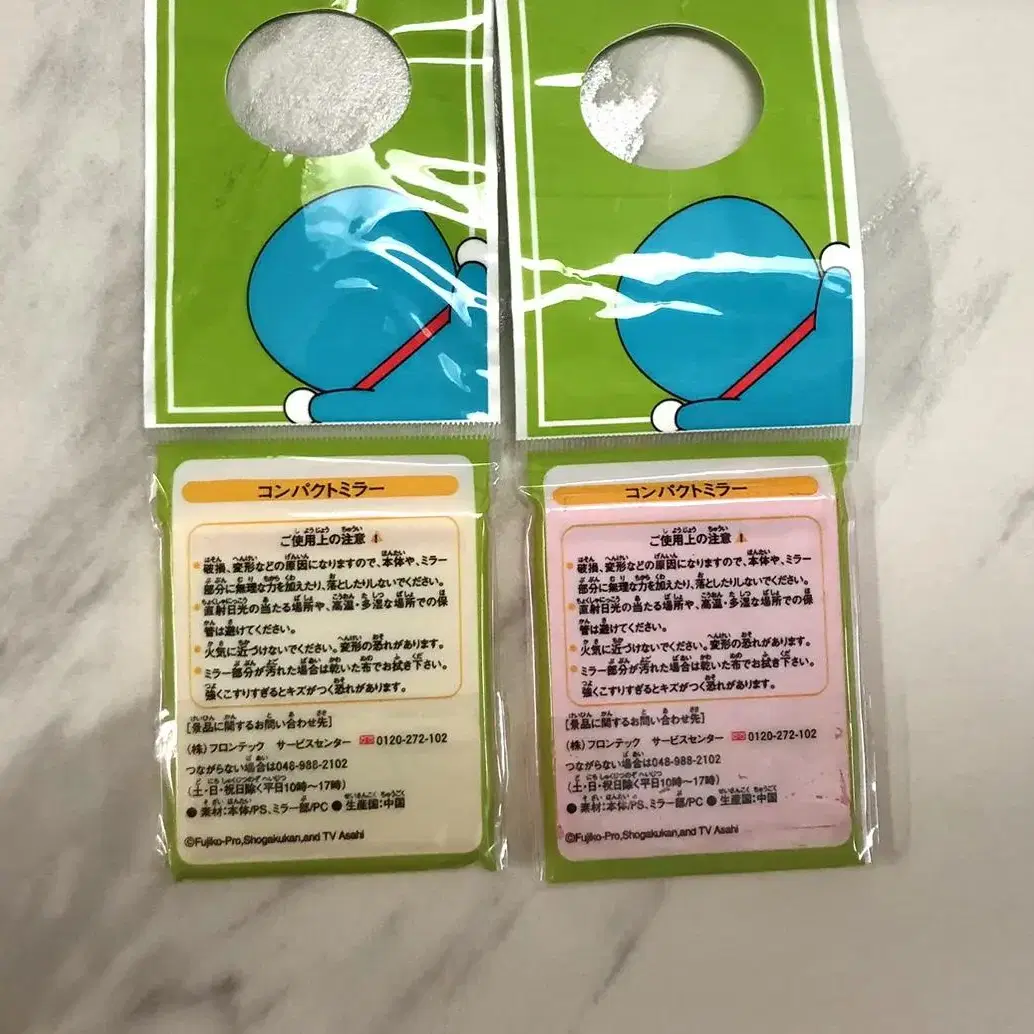 コンパクトミラー
ご使用上の注意
破損、変形などの原因になりますので、本体や、ミラー
部分に無理な力を加えたり、落としたりしないでください。
直射日光の当たる場所や、高温・多湿な場所での保
管は避けてください。
火気に近づけないでください。変形の恐れがあります。
ミラー部分が汚れた場合は乾いた布でお拭き下さい。
強くこすりすぎるとキズがつく恐れがあります。
[景品に関するお問い合わせ先]
(株)フロンテック サービスセンター 0120-272-102
つながらない場合は048-988-2102
(土・日・祝日除く平日10時〜17時)
●素材:本体/PS、ミラー部/PC ●生産国:中国
©Fujiko-Pro,Shogakukan,and TV Asahi
コンパクトミラー
ご使用上の注意
破損、変形などの原因になりますので、本体や、ミラー
部分に無理な力を加えたり、落としたりしないでください。
直射日光の当たる場所や、高温・多湿な場所での保
管は避けてください。
火気に近づけないでください。変形の恐れがあります。
ミラー部分が汚れた場合は乾いた布でお拭き下さい。
強くこすりすぎるとキズがつく恐れがあります。
[景品に関するお問い合わせ先]
(株)フロンテック サービスセンター 0120-272-102
つながらない場合は048-988-2102
(土・日・祝日除く平日10時〜17時)
●素材:本体/PS、ミラー部/PC ●生産国:中国
©Fujiko-Pro,Shogakukan,and TV Asahi